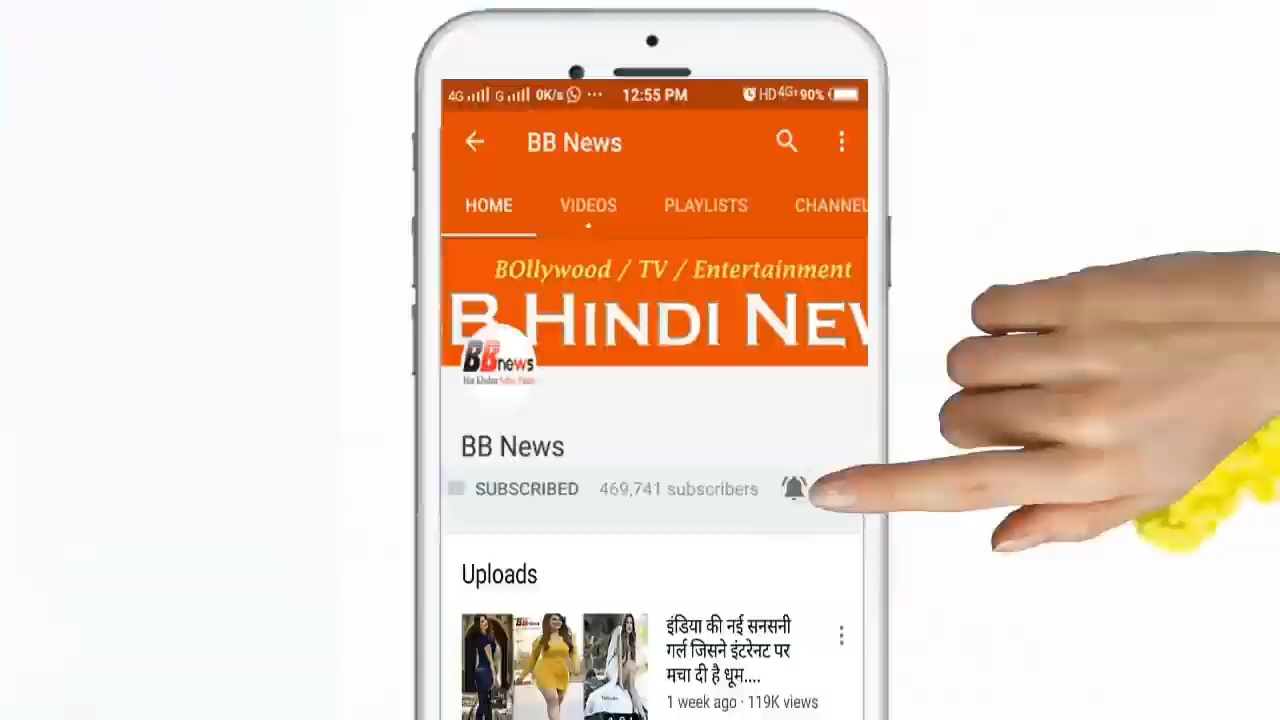 4G G 0K/s ... 12:55 PM HD 4G+ 90%
BB News
HOME VIDEOS PLAYLISTS CHANNEL
BOllywood / TV / Entertainment
B HINDI NEW
BBnews
BB News
SUBSCRIBED 469,741 subscribers
Uploads
इंडिया की नई सनसनी
गर्ल जिसने इंटरनेट पर
मचा दी है धूम....
1 week ago · 119K views